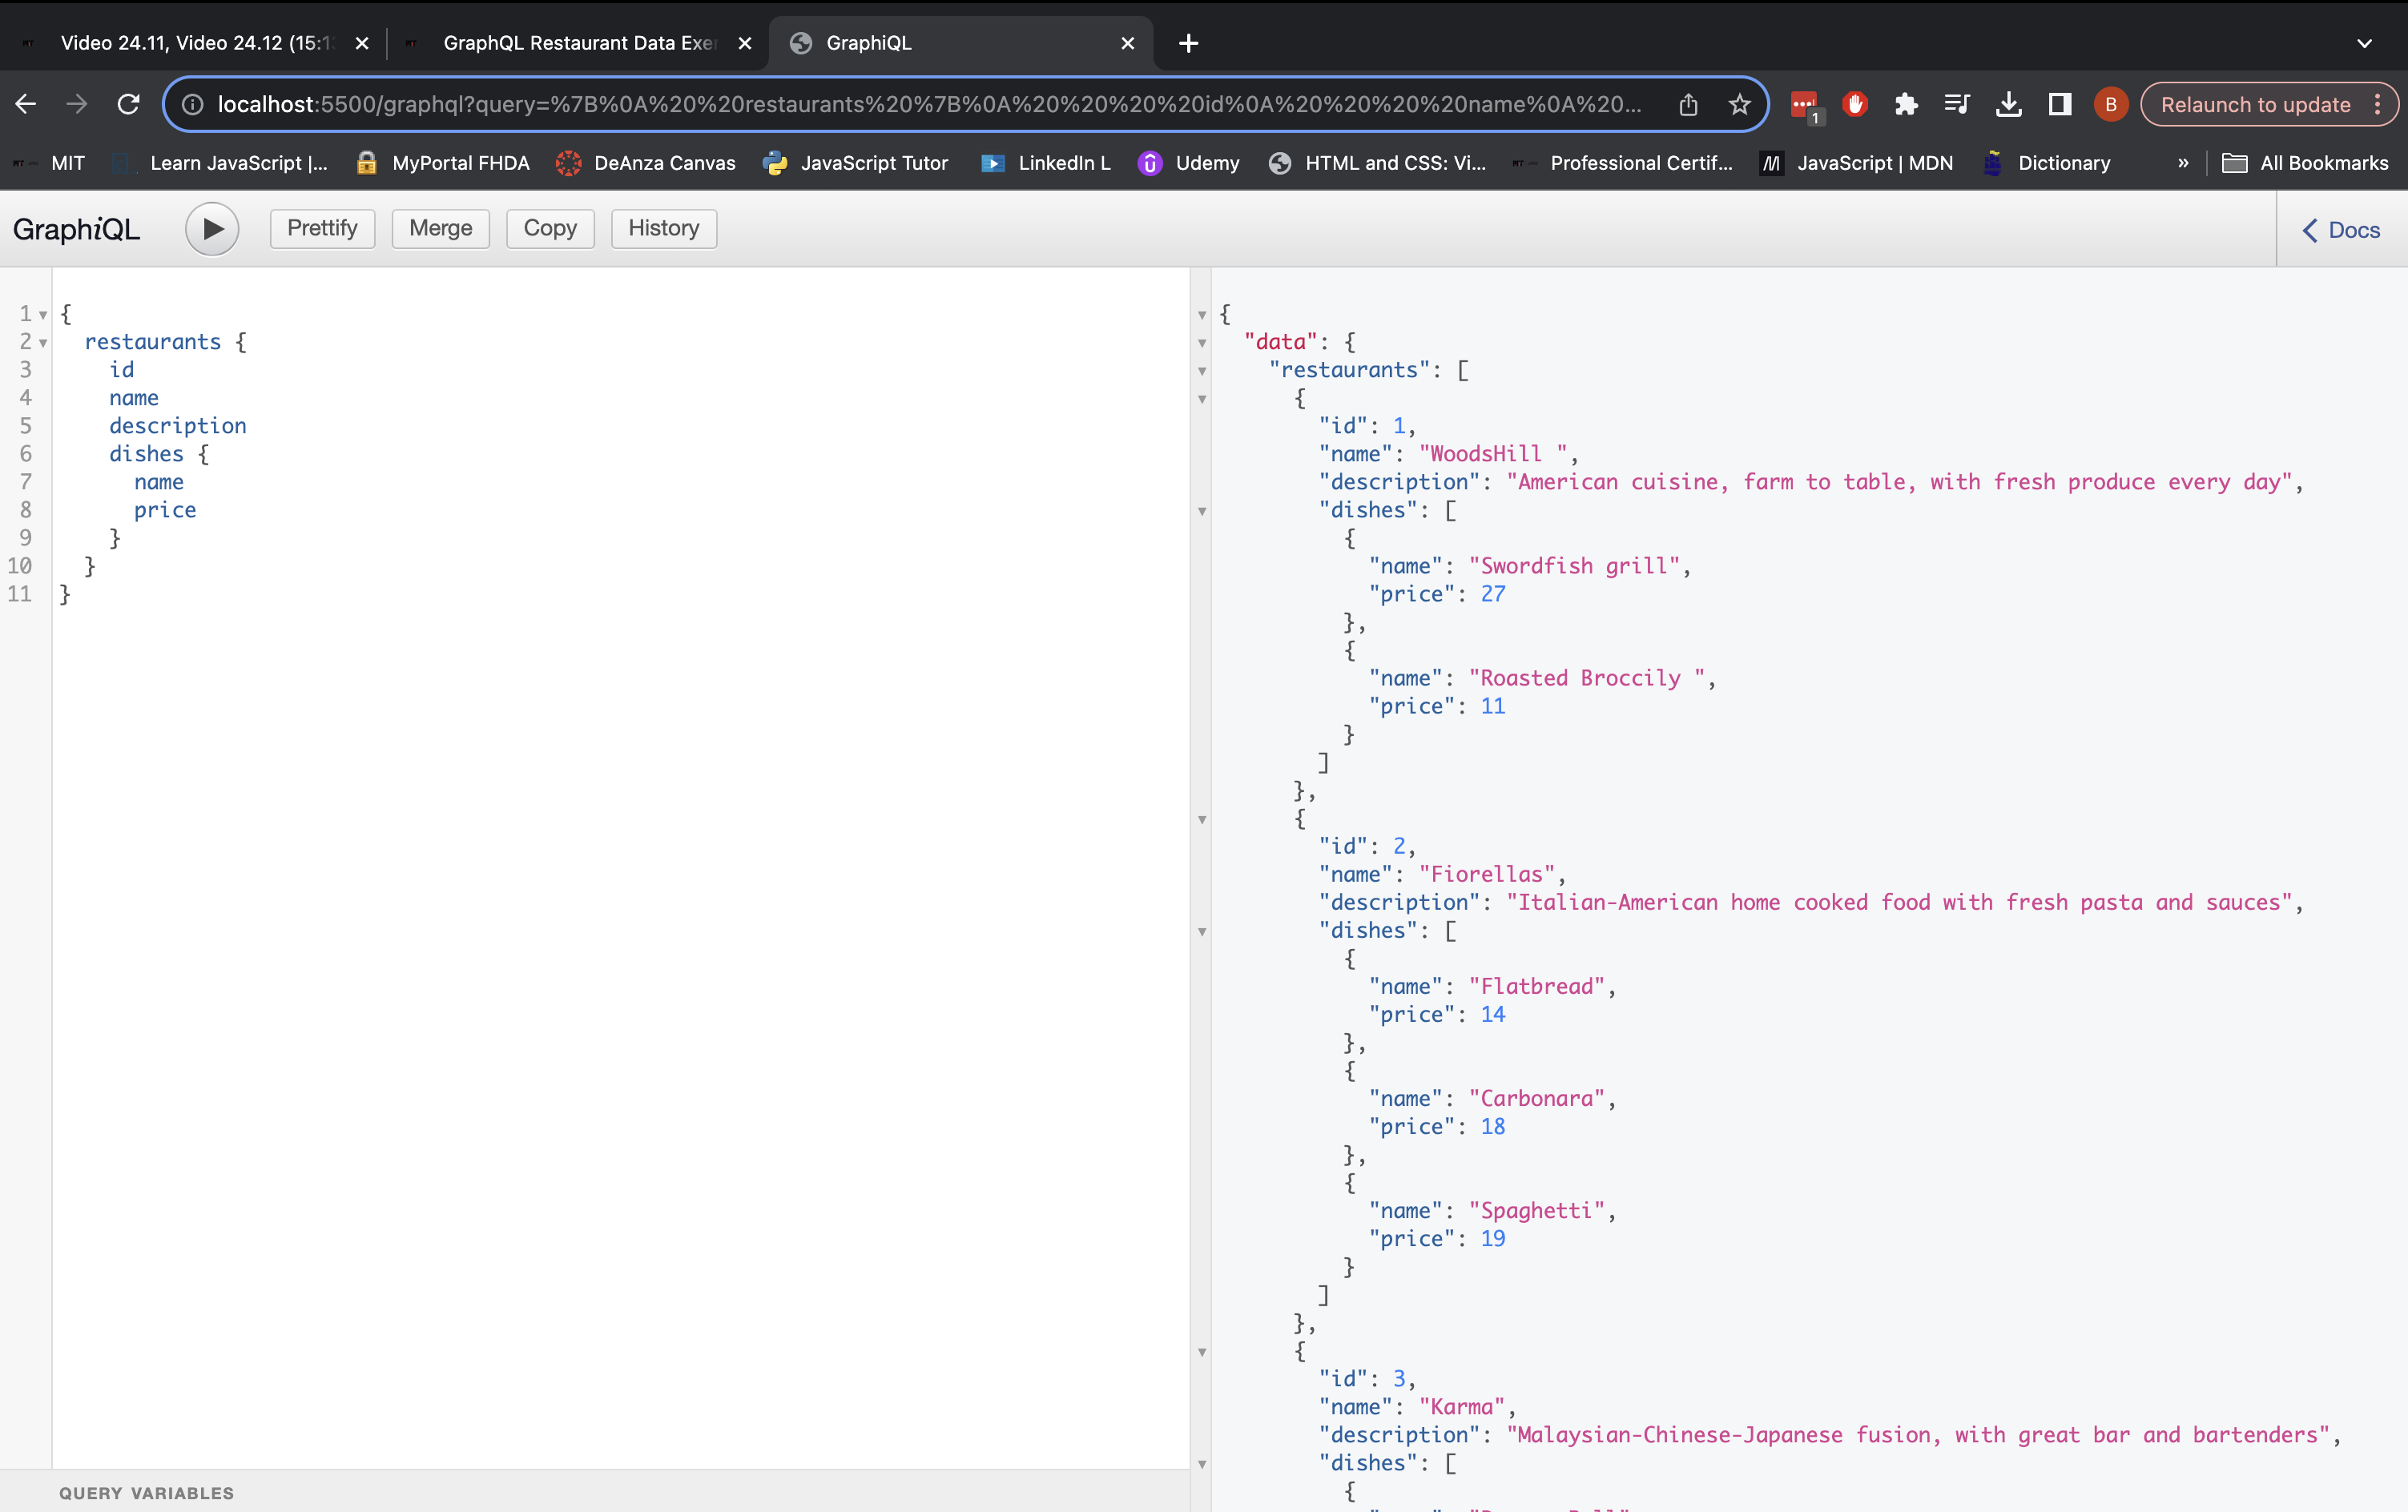 Video 24.11, Video 24.12 (15:1
GraphQL Restaurant Data Exer
GraphiQL
localhost:5500/graphql?query=%7B%0A%20%20restaurants%20%7B%0A%20%20%20%20id%0A%20%20%20%20name%0A%20...
1
B
Relaunch to update
MIT
Learn JavaScript |...
MyPortal FHDA
DeAnza Canvas
JavaScript Tutor
LinkedIn L
Udemy
HTML and CSS: Vi...
Professional Certif...
JavaScript | MDN
Dictionary
»
All Bookmarks
GraphiQL
Prettify
Merge
Copy
History
Docs
1 {
2 restaurants {
3 id
4 name
5 description
6 dishes {
7 name
8 price
9 }
10 }
11 }
QUERY VARIABLES
{
"data": {
"restaurants": [
{
"id": 1,
"name": "WoodsHill ",
"description": "American cuisine, farm to table, with fresh produce every day",
"dishes": [
{
"name": "Swordfish grill",
"price": 27
},
{
"name": "Roasted Broccily ",
"price": 11
}
]
},
{
"id": 2,
"name": "Fiorellas",
"description": "Italian-American home cooked food with fresh pasta and sauces",
"dishes": [
{
"name": "Flatbread",
"price": 14
},
{
"name": "Carbonara",
"price": 18
},
{
"name": "Spaghetti",
"price": 19
}
]
},
{
"id": 3,
"name": "Karma",
"description": "Malaysian-Chinese-Japanese fusion, with great bar and bartenders",
"dishes": [
{